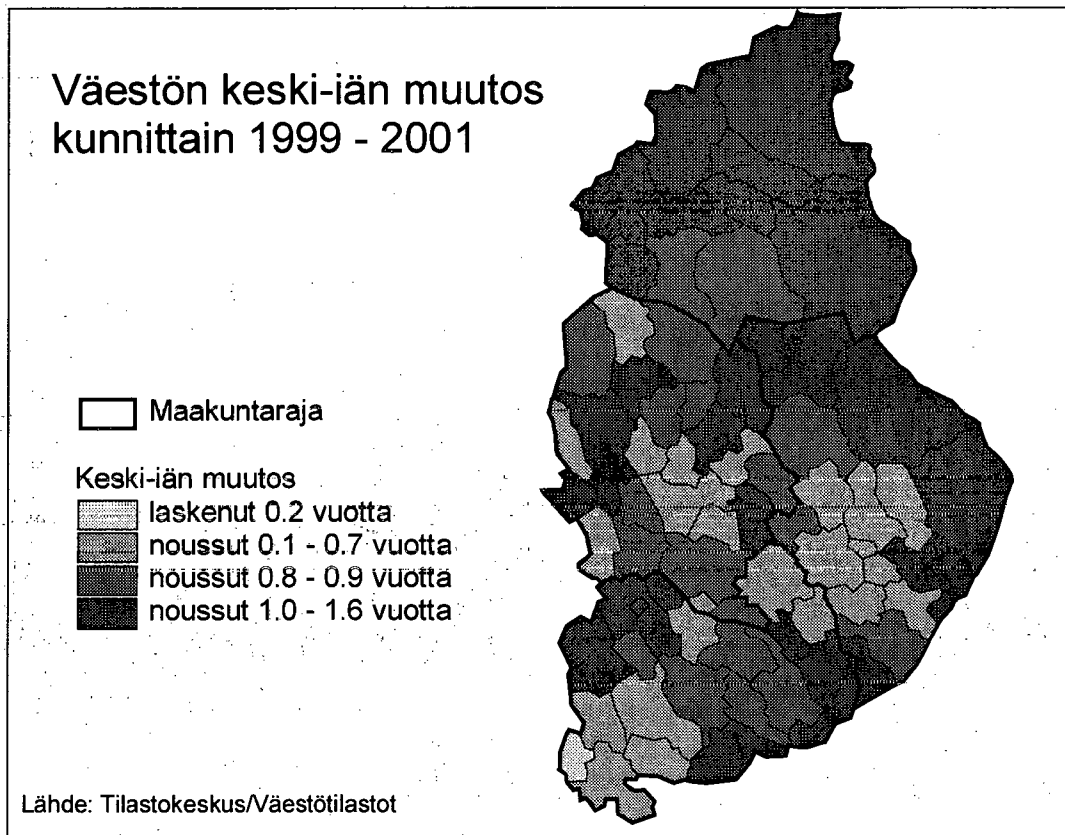 Väestön keski-iän muutos
kunnittain 1999 - 2001
Maakuntaraja
Keski-iän muutos
laskenut 0.2 vuotta
noussut 0.1 - 0.7 vuotta
noussut 0.8 - 0.9 vuotta
noussut 1.0 - 1.6 vuotta
Lähde: Tilastokeskus/Väestötilastot